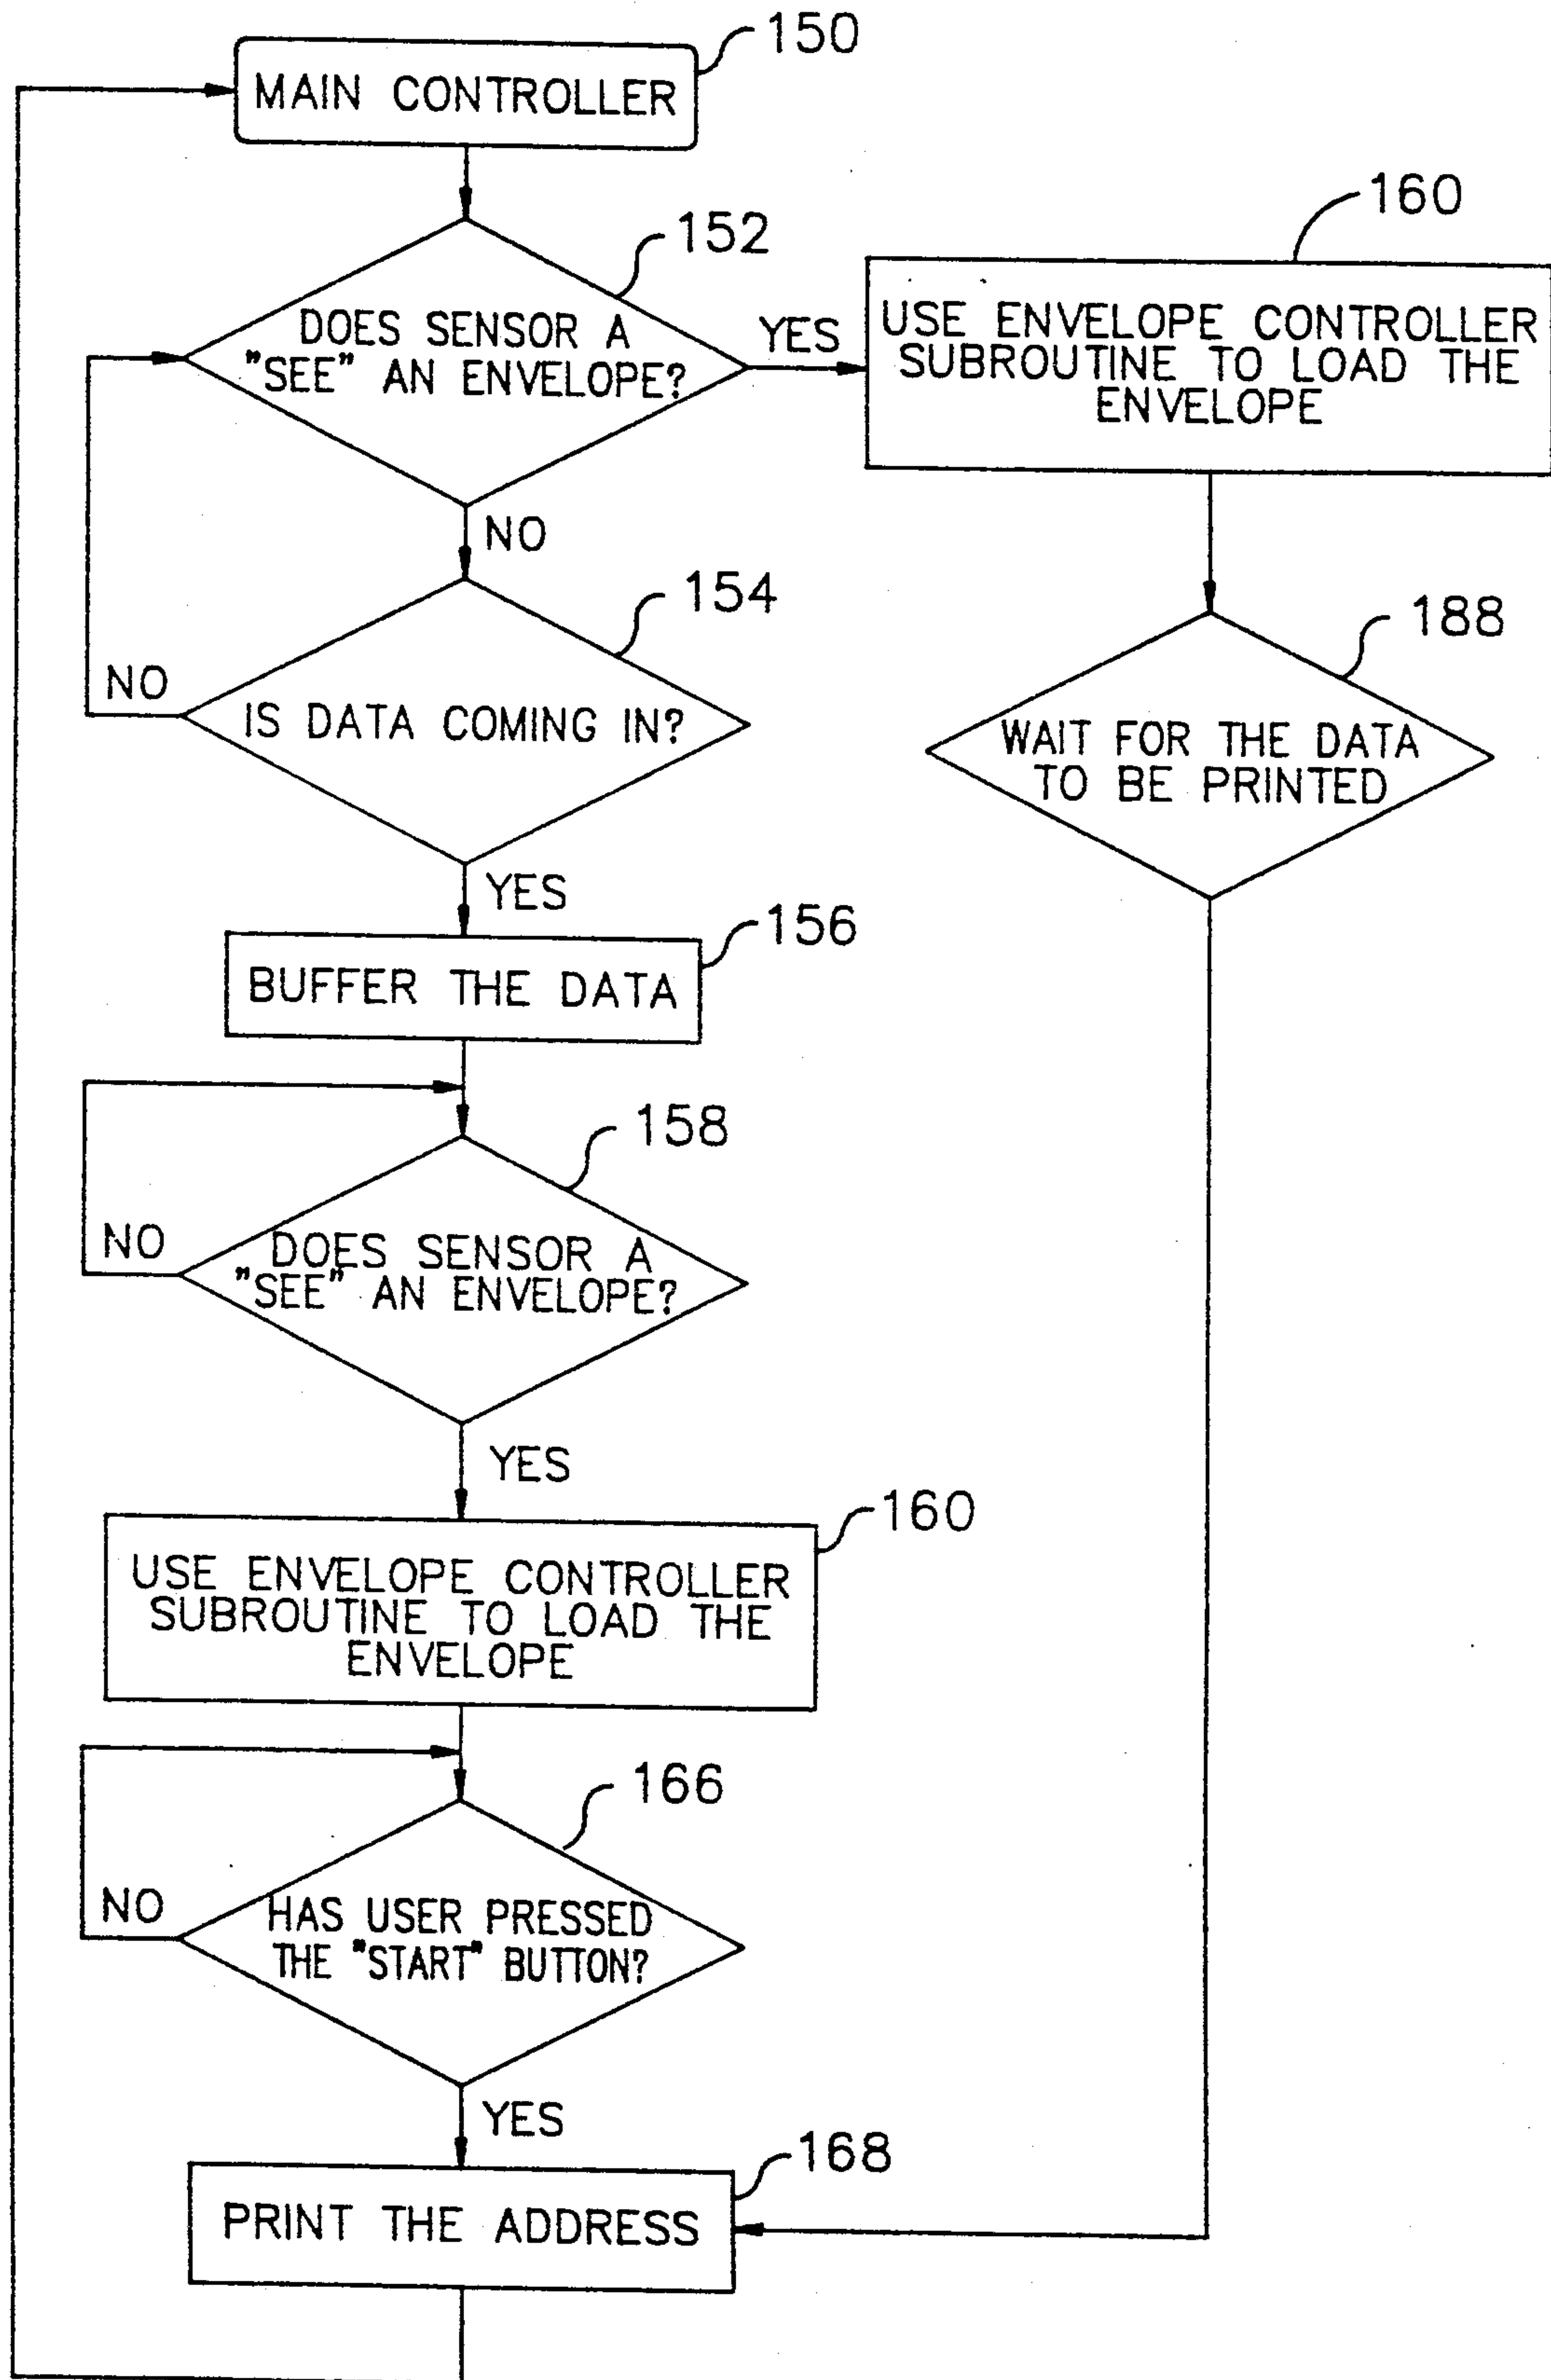 150
MAIN CONTROLLER
152
DOES SENSOR A
"SEE" AN ENVELOPE?
YES
160
USE ENVELOPE CONTROLLER
SUBROUTINE TO LOAD THE
ENVELOPE
NO
154
IS DATA COMING IN?
NO
188
WAIT FOR THE DATA
TO BE PRINTED
YES
156
BUFFER THE DATA
158
DOES SENSOR A
"SEE" AN ENVELOPE?
NO
YES
160
USE ENVELOPE CONTROLLER
SUBROUTINE TO LOAD THE
ENVELOPE
166
HAS USER PRESSED
THE "START" BUTTON?
NO
YES
168
PRINT THE ADDRESS